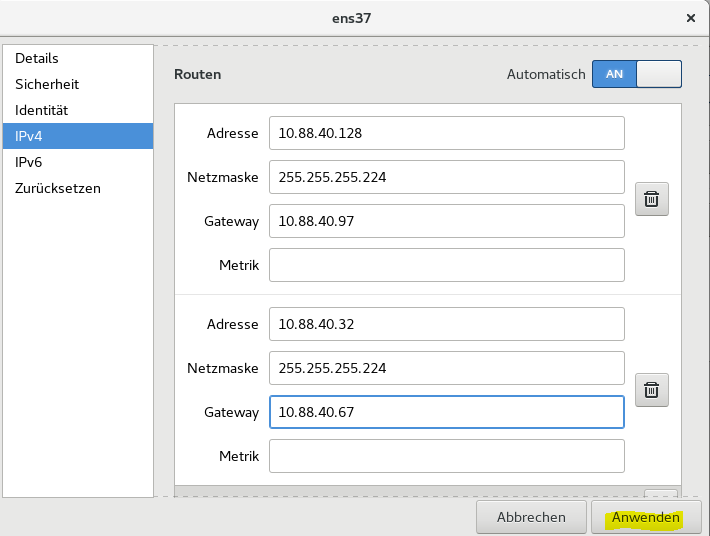 ens37
Details
Sicherheit
Identität
IPv4
IPv6
Zurücksetzen
Routen Automatisch AN
Adresse 10.88.40.128
Netzmaske 255.255.255.224
Gateway 10.88.40.97
Metrik
Adresse 10.88.40.32
Netzmaske 255.255.255.224
Gateway 10.88.40.67
Metrik
Abbrechen Anwenden